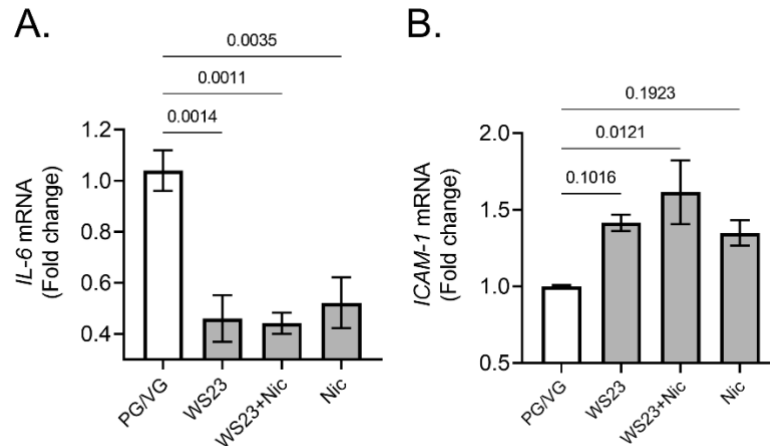 A.
0.0035
0.0011
0.0014
1.2
1.0
0.8
0.6
0.4
IL-6 mRNA
(Fold change)
PG/VG
WS23
WS23+Nic
Nic
B.
0.1923
0.0121
0.1016
2.0
1.5
1.0
0.5
ICAM-1 mRNA
(Fold change)
PG/VG
WS23
WS23+Nic
Nic